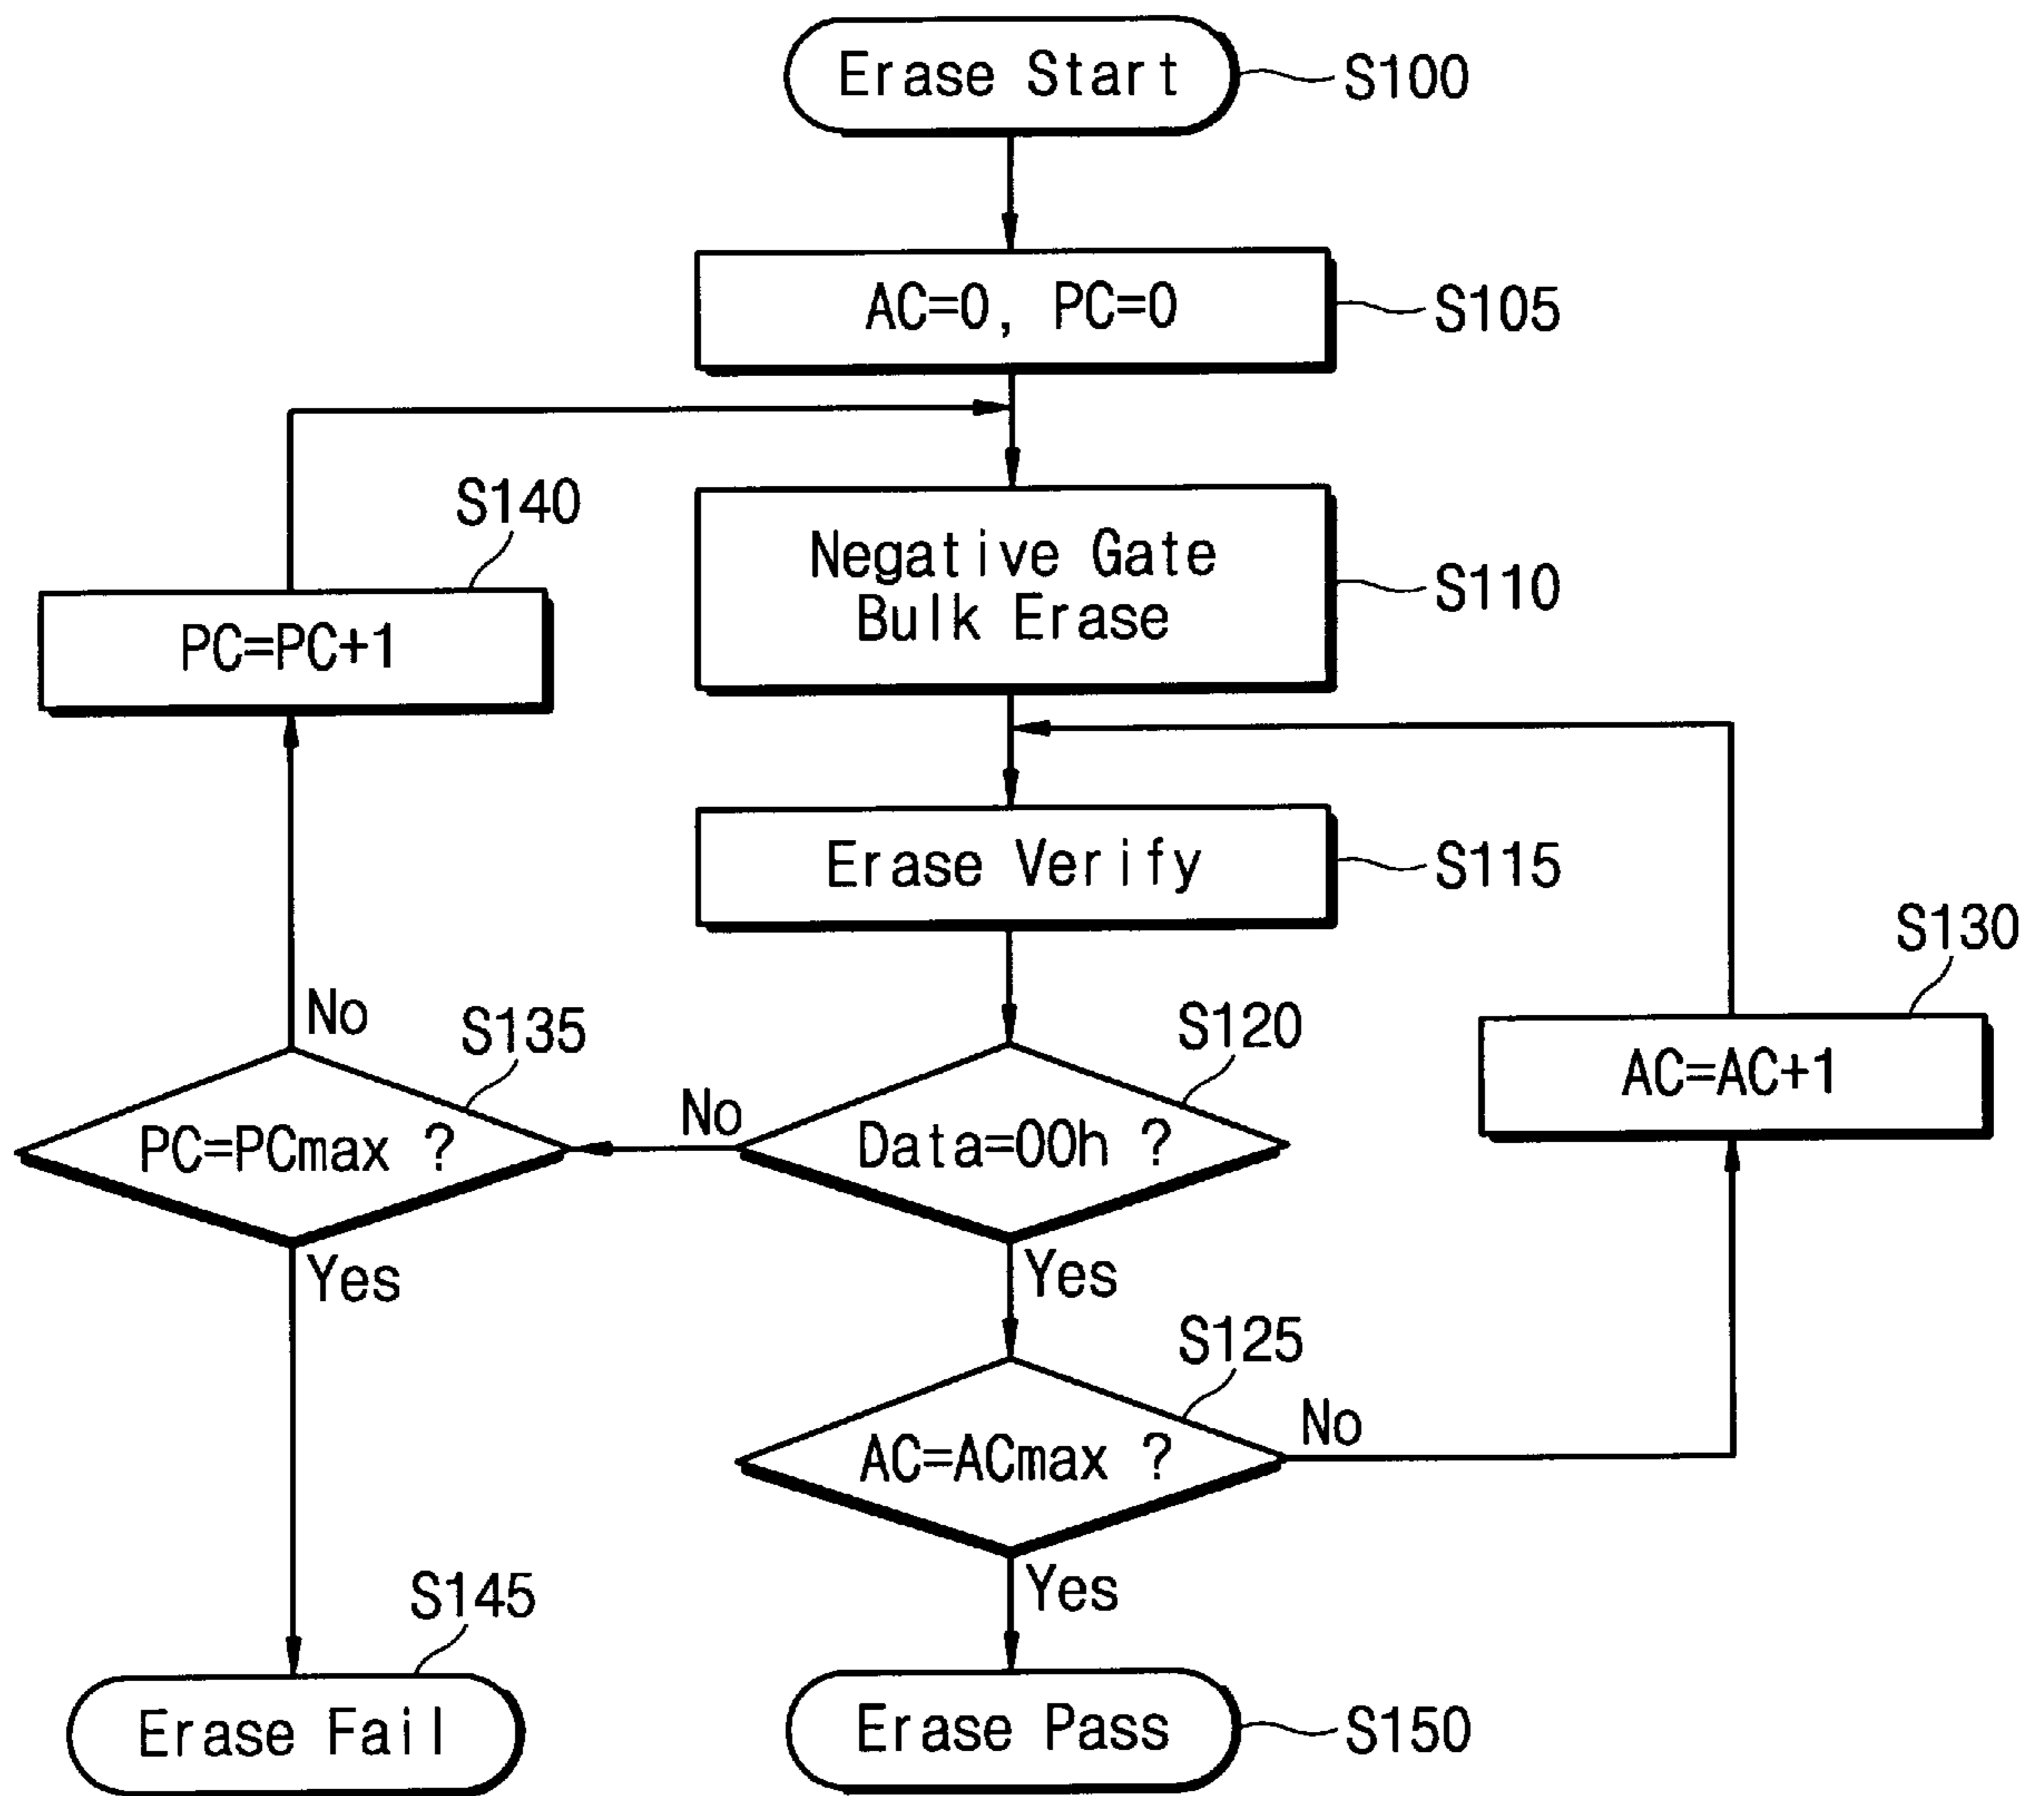 Erase Start
S100
AC=0, PC=0
S105
S140
Negative Gate
Bulk Erase
S110
PC=PC+1
Erase Verify
S115
S130
No
S135
S120
AC=AC+1
No
PC=PCmax ?
Data=00h ?
Yes
Yes
S125
No
AC=ACmax ?
S145
Yes
Erase Fail
Erase Pass
S150